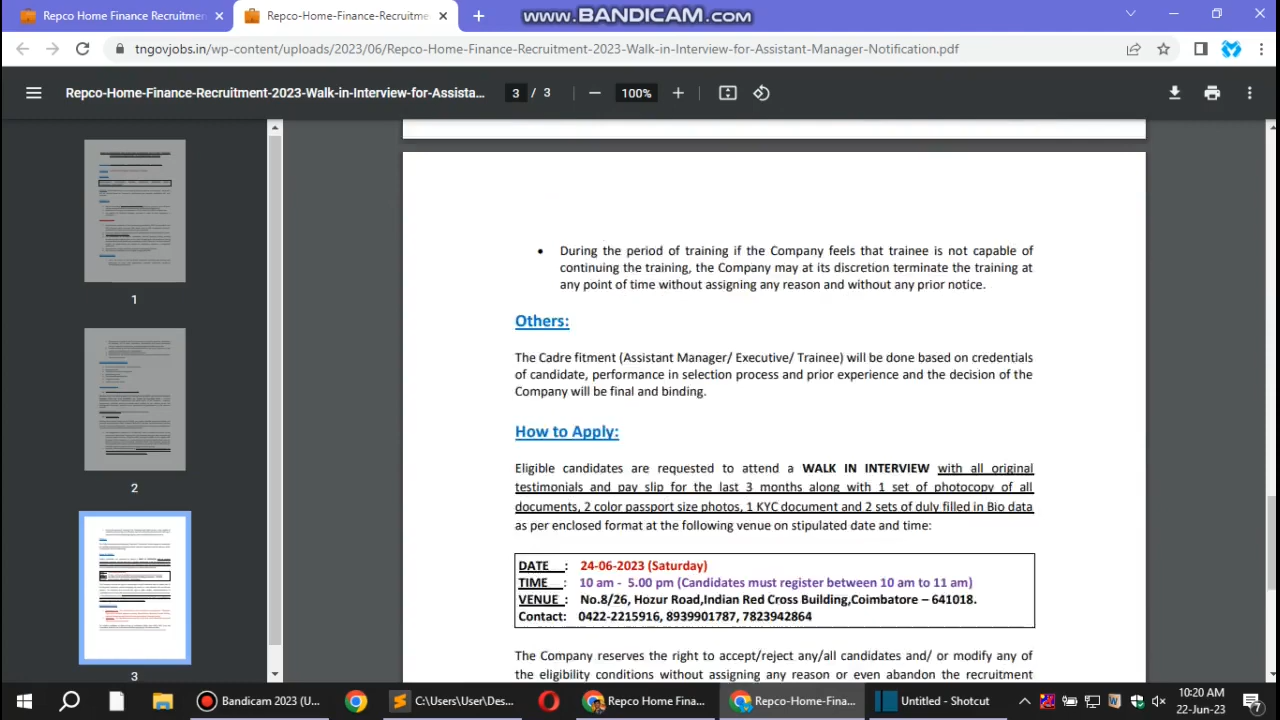 Repco Home Finance Recruitment
Repco-Home-Finance-Recruitme
www.BANDICAM.com
tngovjobs.in/wp-content/uploads/2023/06/Repco-Home-Finance-Recruitment-2023-Walk-in-Interview-for-Assistant-Manager-Notification.pdf
Repco-Home-Finance-Recruitment-2023-Walk-in-Interview-for-Assista... 3 / 3 100%
• During the period of training if the Company feels that trainee is not capable of
continuing the training, the Company may at its discretion terminate the training at
any point of time without assigning any reason and without any prior notice.
Others:
The Cadre fitment (Assistant Manager/ Executive/ Trainee) will be done based on credentials
of candidate, performance in selection process and prior experience and the decision of the
Company will be final and binding.
How to Apply:
Eligible candidates are requested to attend a WALK IN INTERVIEW with all original
testimonials and pay slip for the last 3 months along with 1 set of photocopy of all
documents, 2 color passport size photos, 1 KYC document and 2 sets of duly filled in Bio data
as per enclosed format at the following venue on stipulated date and time:
DATE : 24-06-2023 (Saturday)
TIME : 10 am - 5.00 pm (Candidates must register between 10 am to 11 am)
VENUE : No.8/26, Hozur Road,Indian Red Cross Building,Coimbatore – 641018.
Contact: 0422-2215916, 8939901787, 7823942864
The Company reserves the right to accept/reject any/all candidates and/ or modify any of
the eligibility conditions without assigning any reason or even abandon the recruitment
1
2
3
Bandicam 2023 (U...
C:\Users\User\Des...
Repco Home Fina...
Repco-Home-Fina...
Untitled - Shotcut
10:20 AM
22-Jun-23
7